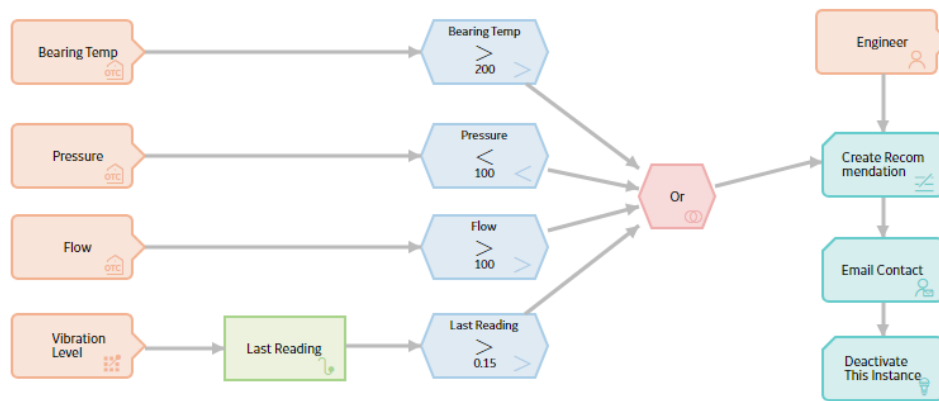 Bearing Temp
OTC
Bearing Temp
>
200
>
Engineer
Pressure
OTC
Pressure
<
100
<
Create Recom
mendation
Or
Flow
OTC
Flow
>
100
>
Email Contact
Vibration
Level
Last Reading
Last Reading
>
0.15
>
Deactivate
This Instance